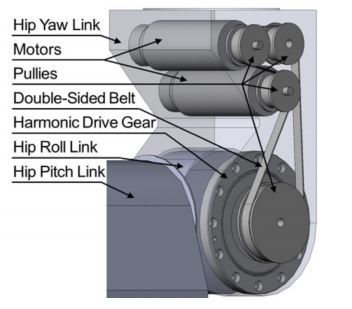 Hip Yaw Link
Motors
Pullies
Double-Sided Belt
Harmonic Drive Gear
Hip Roll Link
Hip Pitch Link